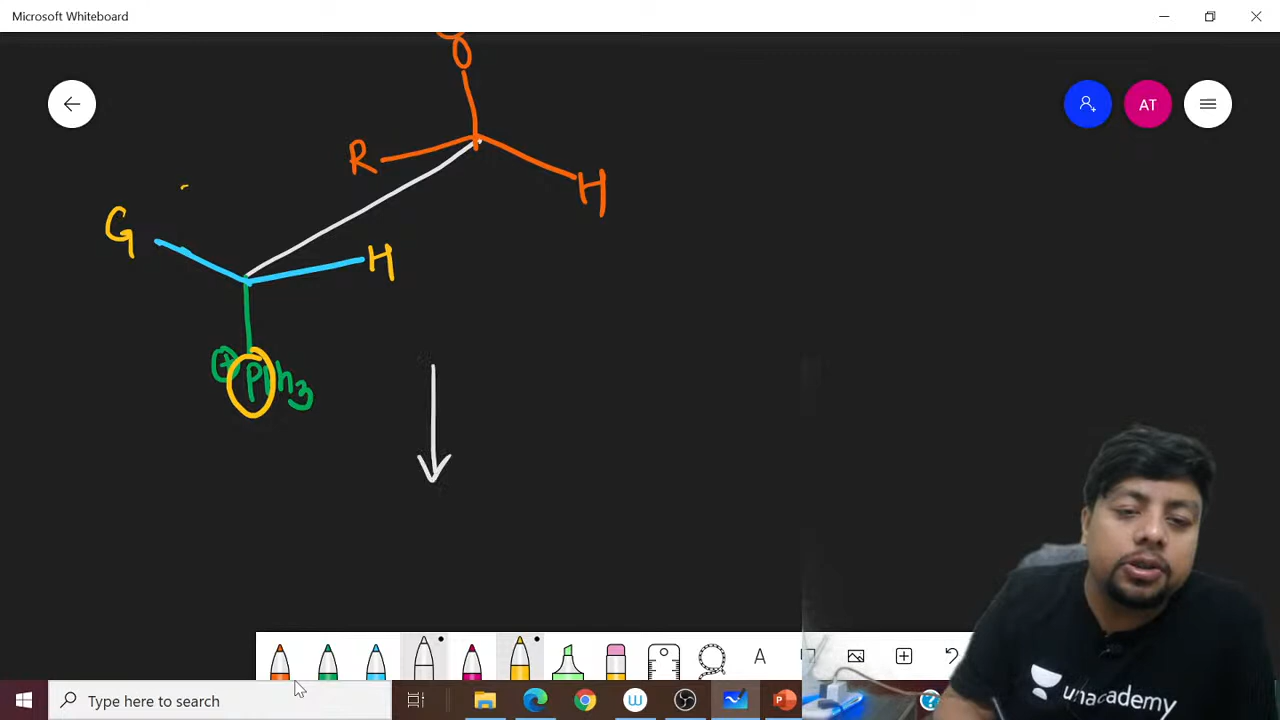 Microsoft Whiteboard
AT
R
H
G
H
+
PPh3
A
Type here to search
unacademy